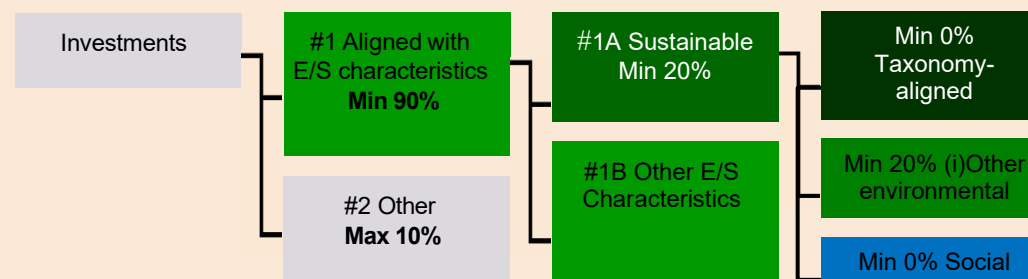 Investments
#1 Aligned with
E/S characteristics
Min 90%
#2 Other
Max 10%
#1A Sustainable
Min 20%
#1B Other E/S
Characteristics
Min 0%
Taxonomy-
aligned
Min 20% (i)Other
environmental
Min 0% Social